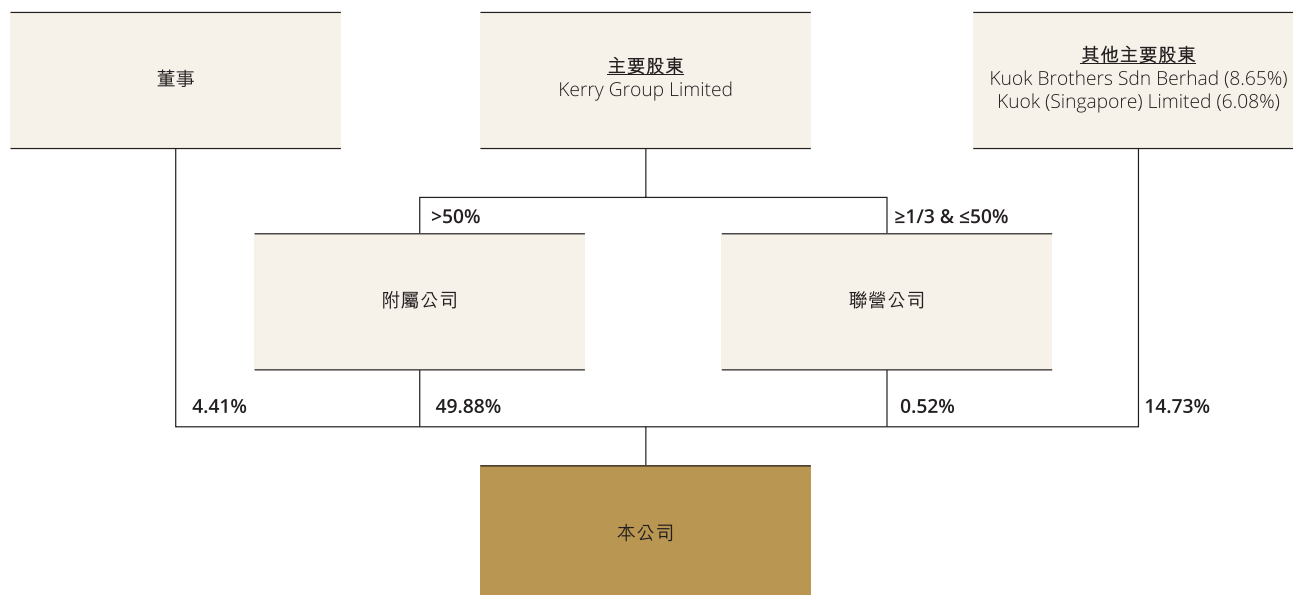 董事
主要股東
Kerry Group Limited
其他主要股東
Kuok Brothers Sdn Berhad (8.65%)
Kuok (Singapore) Limited (6.08%)
>50%
≥1/3 & ≤50%
附屬公司
聯營公司
4.41%
49.88%
0.52%
14.73%
本公司